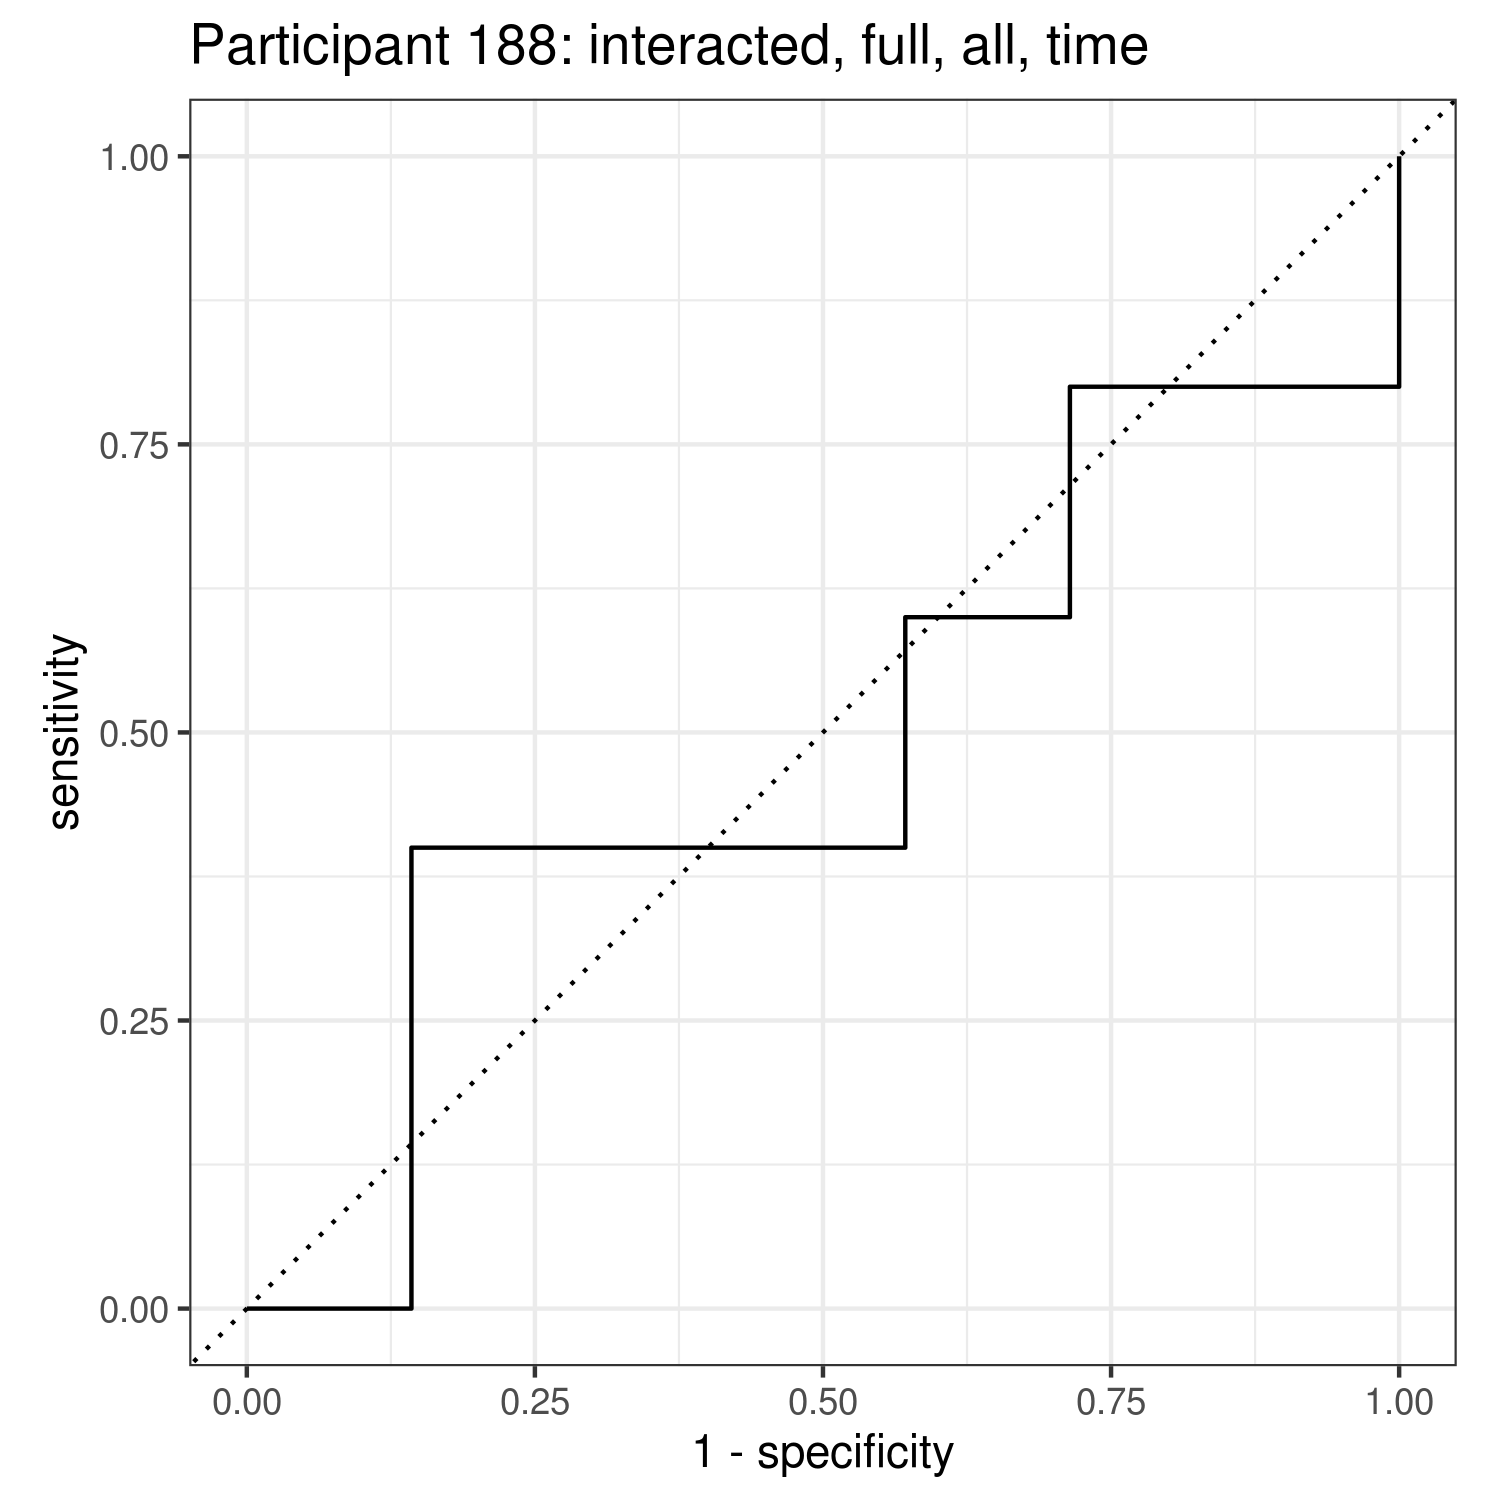 Participant 188: interacted, full, all, time
1.00
0.75
0.50
0.25
0.00
sensitivity
0.00 0.25 0.50 0.75 1.00
1 - specificity